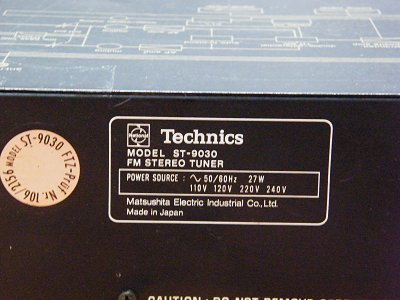 National
Technics
MODEL ST-9030
FM STEREO TUNER
POWER SOURCE : ∿ 50/60Hz 27W
110V 120V 220V 240V
Matsushita Electric Industrial Co., Ltd.
Made in Japan
MODEL ST-9030 FTZ-Prüf Nr. 106/2156
CAUTION : DO NOT REMOVE